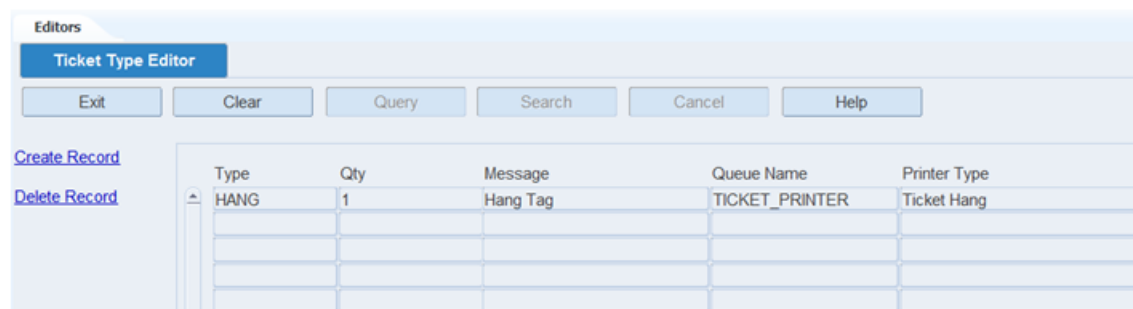 Editors
Ticket Type Editor
Exit Clear Query Search Cancel Help
Create Record
Type Qty Message Queue Name Printer Type
Delete Record
HANG 1 Hang Tag TICKET_PRINTER Ticket Hang